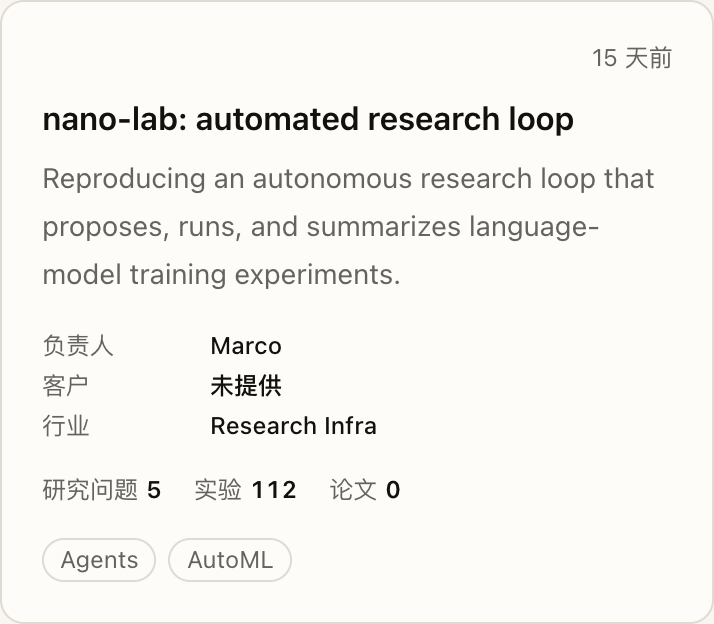 15 天前
nano-lab: automated research loop
Reproducing an autonomous research loop that
proposes, runs, and summarizes language-
model training experiments.
负责人 Marco
客户 未提供
行业 Research Infra
研究问题 5 实验 112 论文 0
Agents AutoML